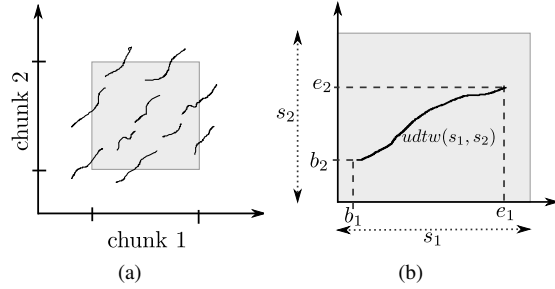 chunk 2
chunk 1
(a)
s₂
e₂
b₂
udtw(s₁, s₂)
b₁
e₁
s₁
(b)